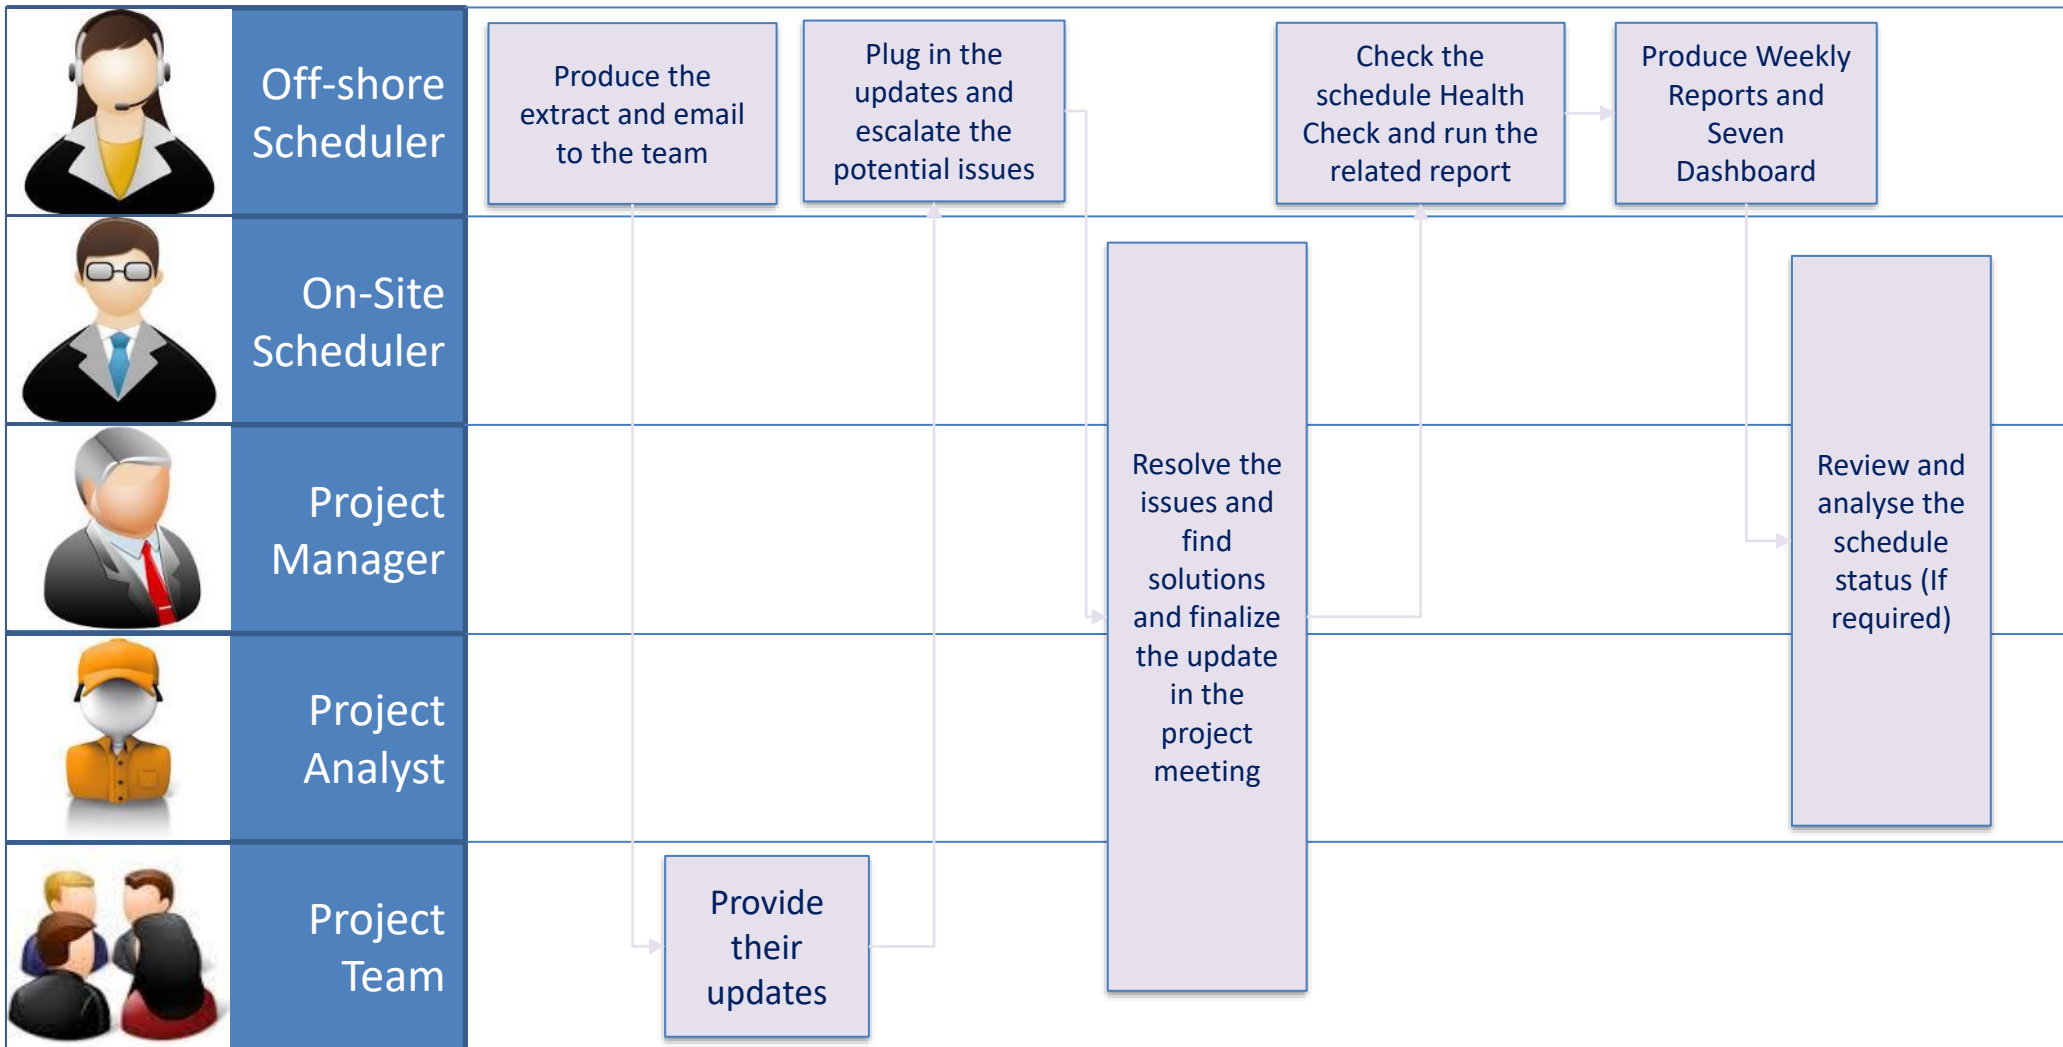 Off-shore
Scheduler
Produce the
extract and email
to the team
Plug in the
updates and
escalate the
potential issues
Check the
schedule Health
Check and run the
related report
Produce Weekly
Reports and
Seven
Dashboard
On-Site
Scheduler
Project
Manager
Resolve the
issues and
find
solutions
and finalize
the update
in the
project
meeting
Review and
analyse the
schedule
status (If
required)
Project
Analyst
Project
Team
Provide
their
updates